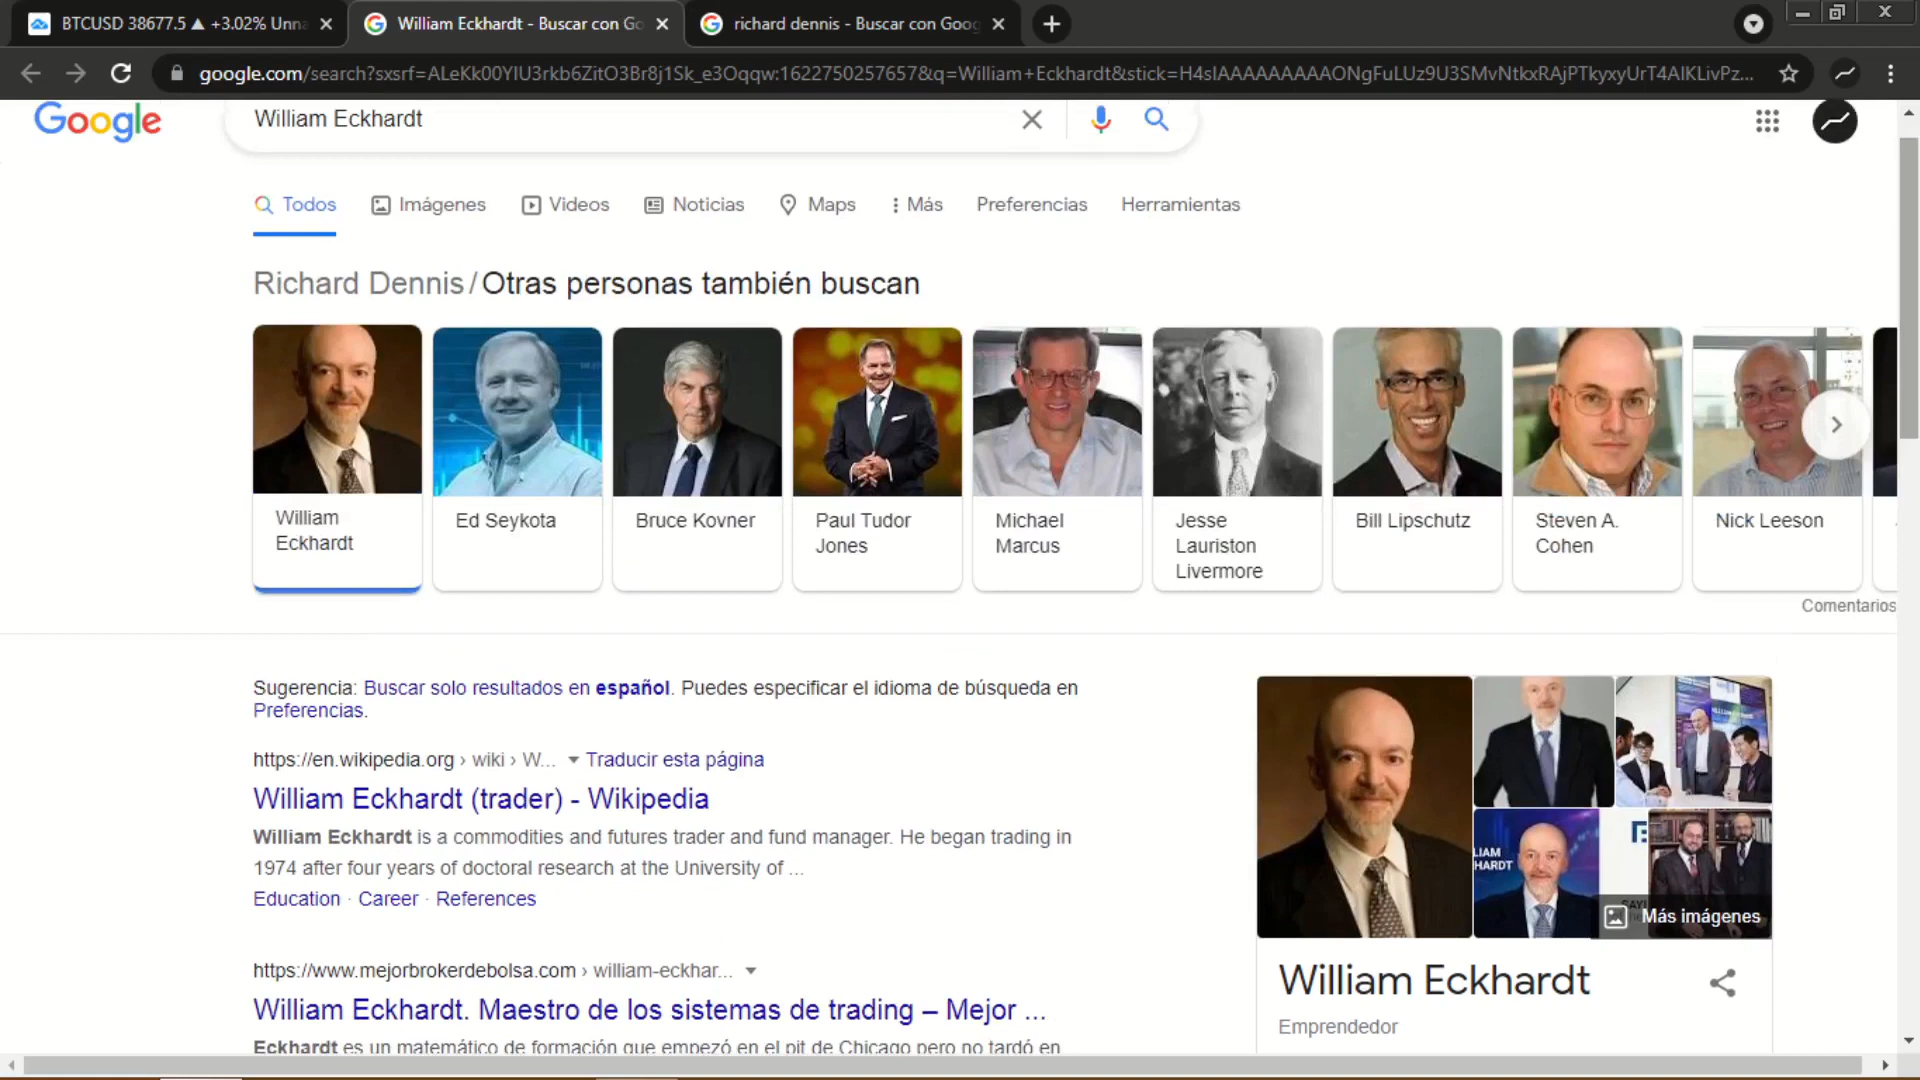 BTCUSD 38677.5 ▲ +3.02% Unna
William Eckhardt - Buscar con Go
richard dennis - Buscar con Goog
google.com/search?sxsrf=ALeKk00YIU3rkb6ZitO3Br8j1Sk_e3Oqqw:1622750257657&q=William+Eckhardt&stick=H4sIAAAAAAAAAONgFuLUz9U3SMvNtkxRAjPTkyxyUrT4AlKLivPz...
Google
William Eckhardt
Todos Imágenes Videos Noticias Maps Más Preferencias Herramientas
Richard Dennis / Otras personas también buscan
William
Eckhardt
Ed Seykota
Bruce Kovner
Paul Tudor
Jones
Michael
Marcus
Jesse
Lauriston
Livermore
Bill Lipschutz
Steven A.
Cohen
Nick Leeson
Comentarios
Sugerencia: Buscar solo resultados en español. Puedes especificar el idioma de búsqueda en
Preferencias.
https://en.wikipedia.org › wiki › W... Traducir esta página
William Eckhardt (trader) - Wikipedia
William Eckhardt is a commodities and futures trader and fund manager. He began trading in
1974 after four years of doctoral research at the University of ...
Education · Career · References
https://www.mejorbrokerdebolsa.com › william-eckhar...
William Eckhardt. Maestro de los sistemas de trading – Mejor ...
Eckhardt es un matemático de formación que empezó en el pit de Chicago pero no tardó en
LIAM
HARDT
Más imágenes
William Eckhardt
Emprendedor